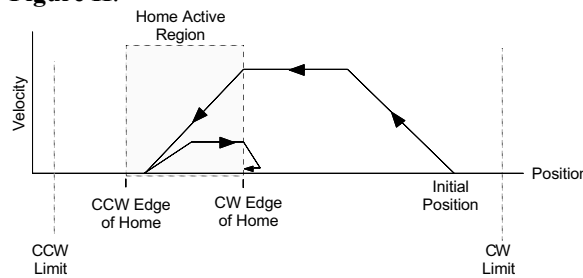 Home Active
Region
Velocity
Position
CCW Edge
of Home
CW Edge
of Home
Initial
Position
CCW
Limit
CW
Limit